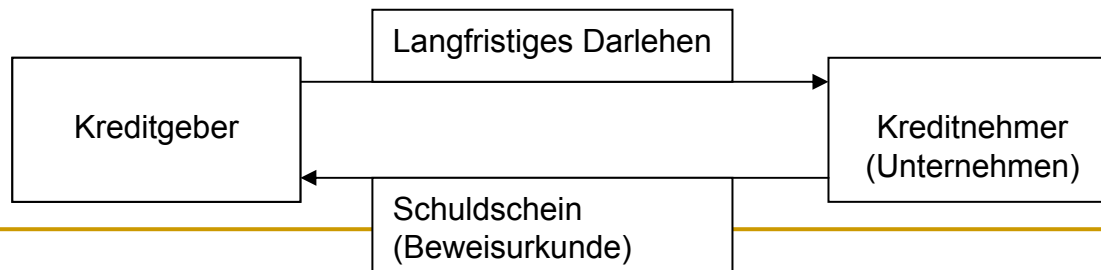 Langfristiges Darlehen
Kreditgeber
Kreditnehmer
(Unternehmen)
Schuldschein
(Beweisurkunde)